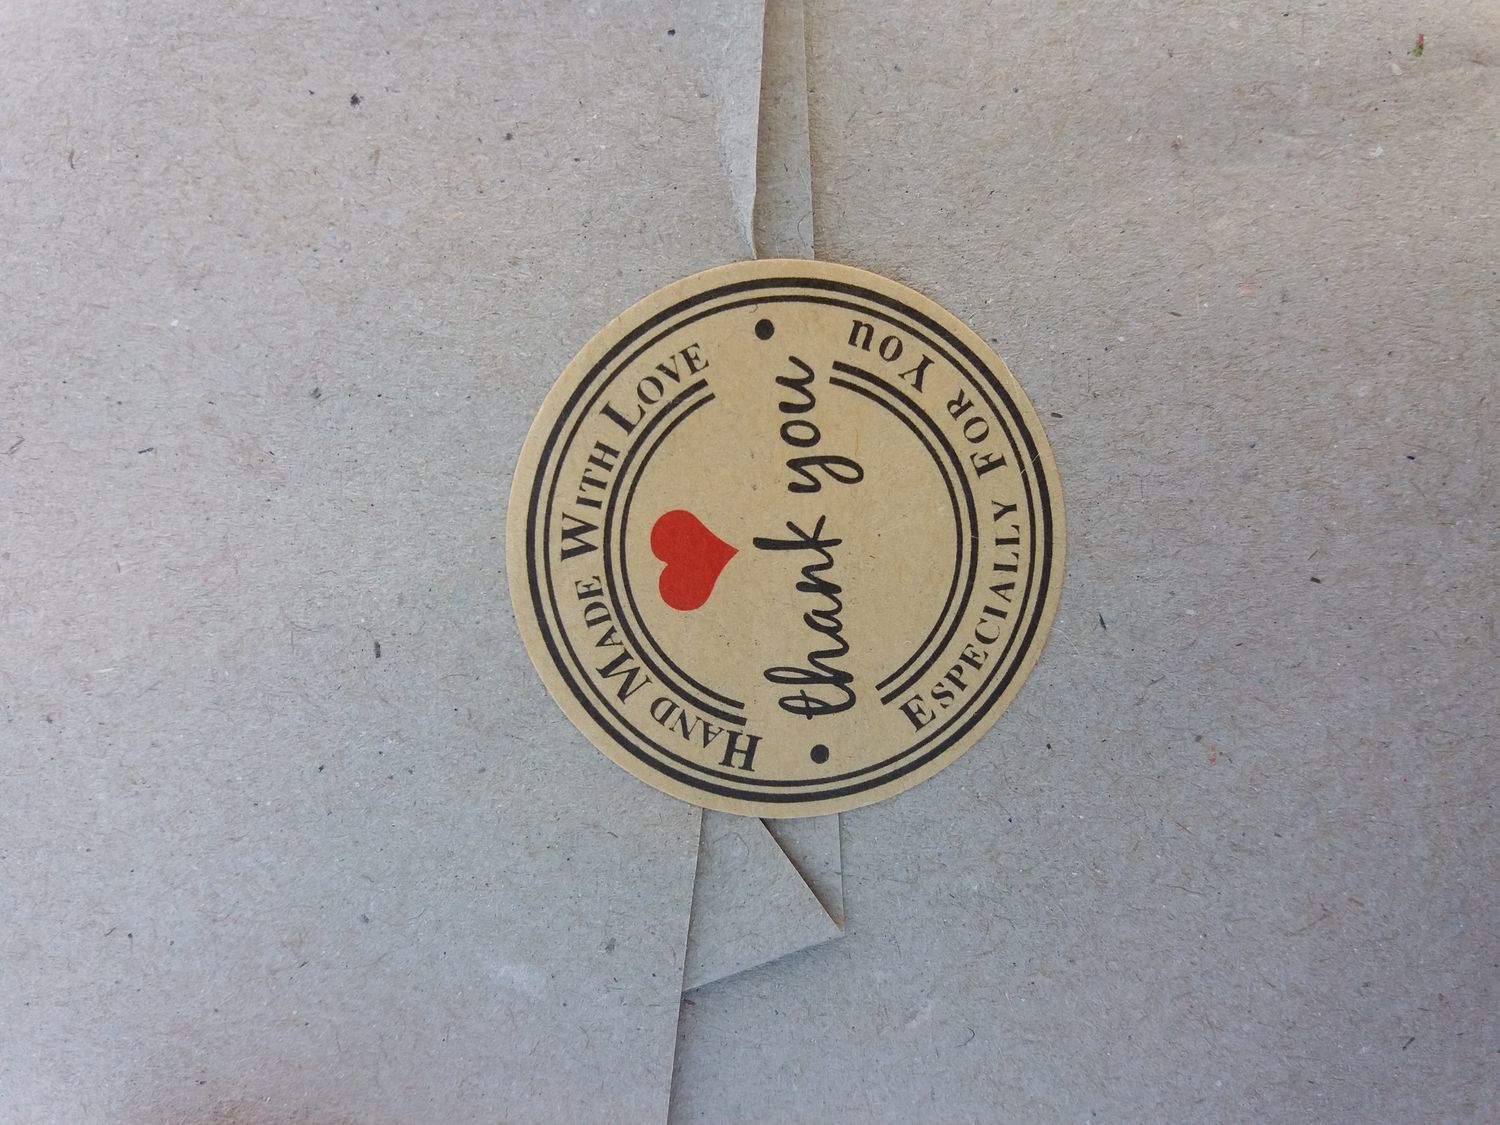 HAND MADE WITH LOVE
thank you
ESPECIALLY FOR YOU